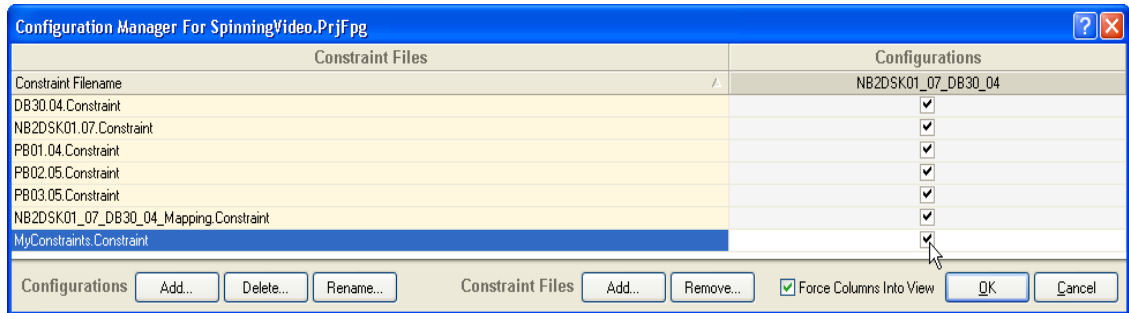 Configuration Manager For SpinningVideo.PrjFpg
Constraint Files Configurations
Constraint Filename NB2DSK01_07_DB30_04
DB30.04.Constraint
NB2DSK01.07.Constraint
PB01.04.Constraint
PB02.05.Constraint
PB03.05.Constraint
NB2DSK01_07_DB30_04_Mapping.Constraint
MyConstraints.Constraint
Configurations Add... Delete... Rename... Constraint Files Add... Remove... Force Columns Into View OK Cancel